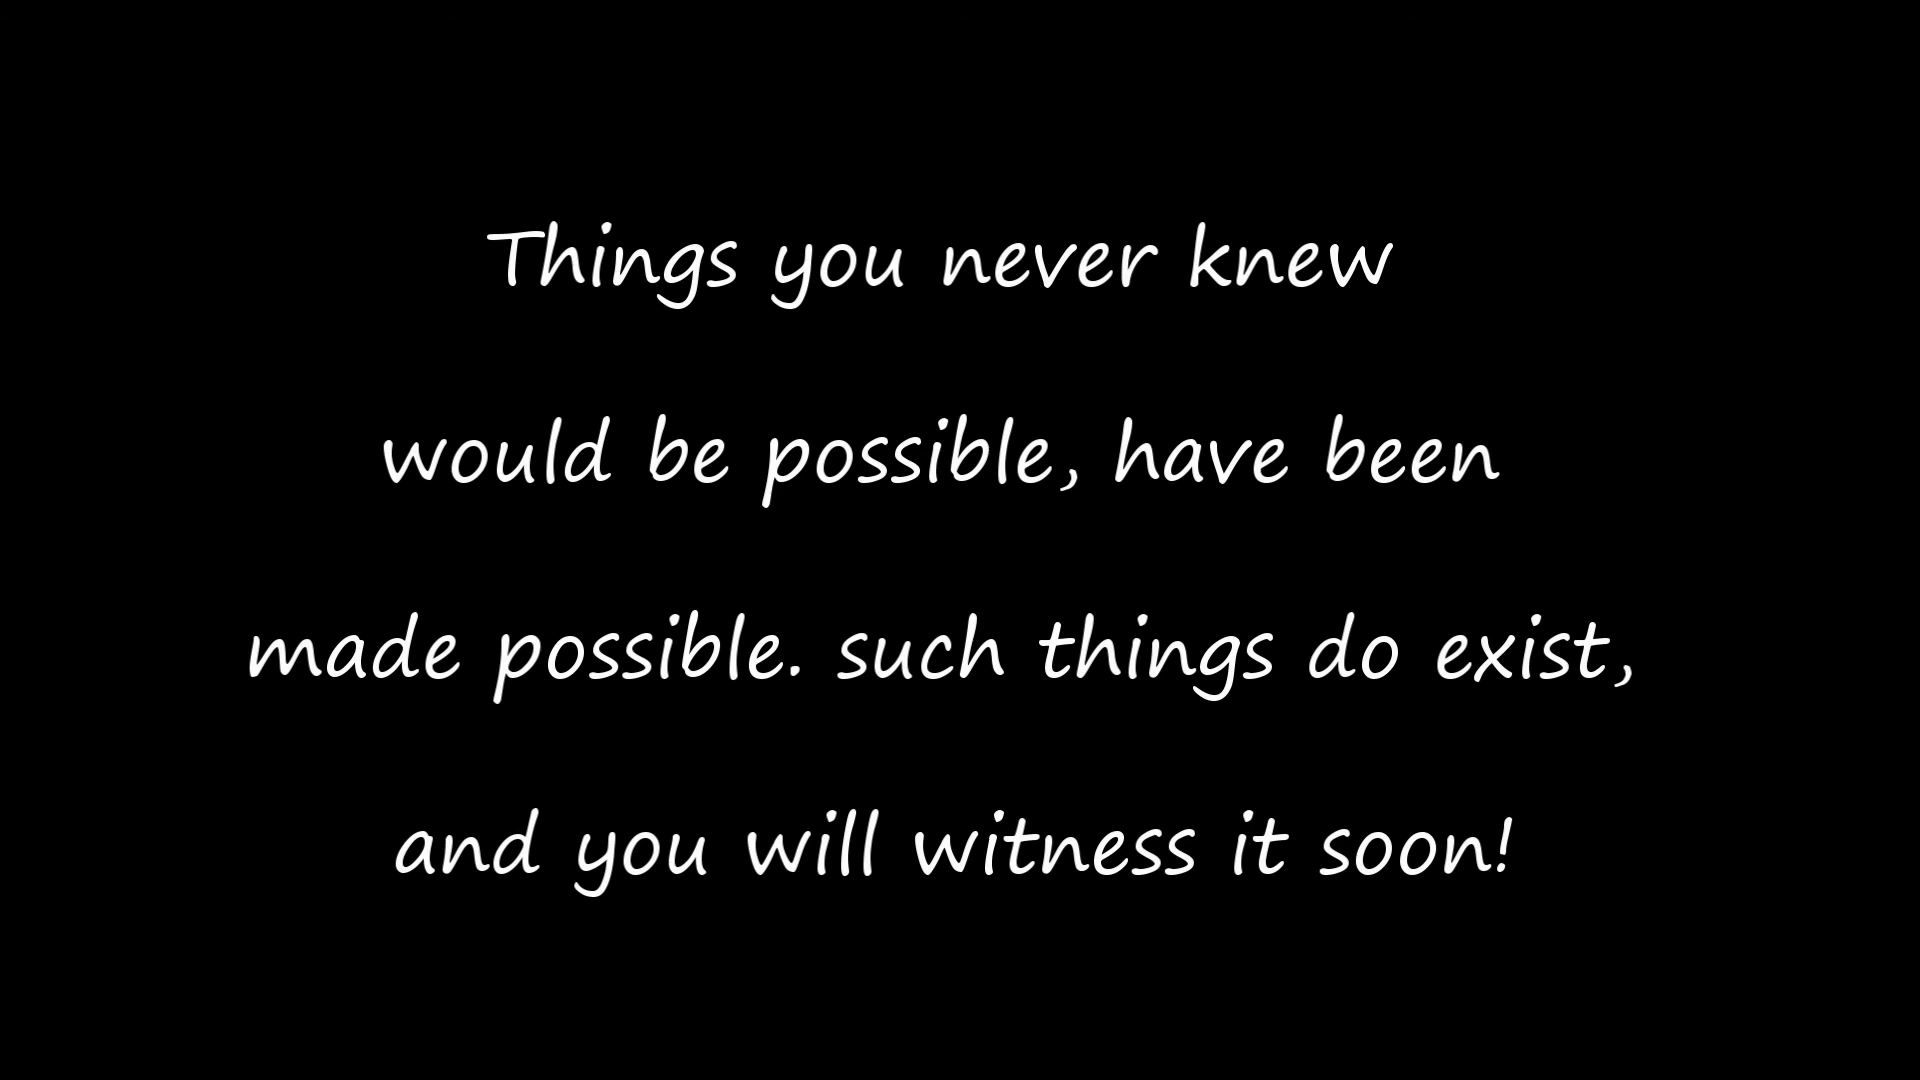 Things you never knew
would be possible, have been
made possible. such things do exist,
and you will witness it soon!